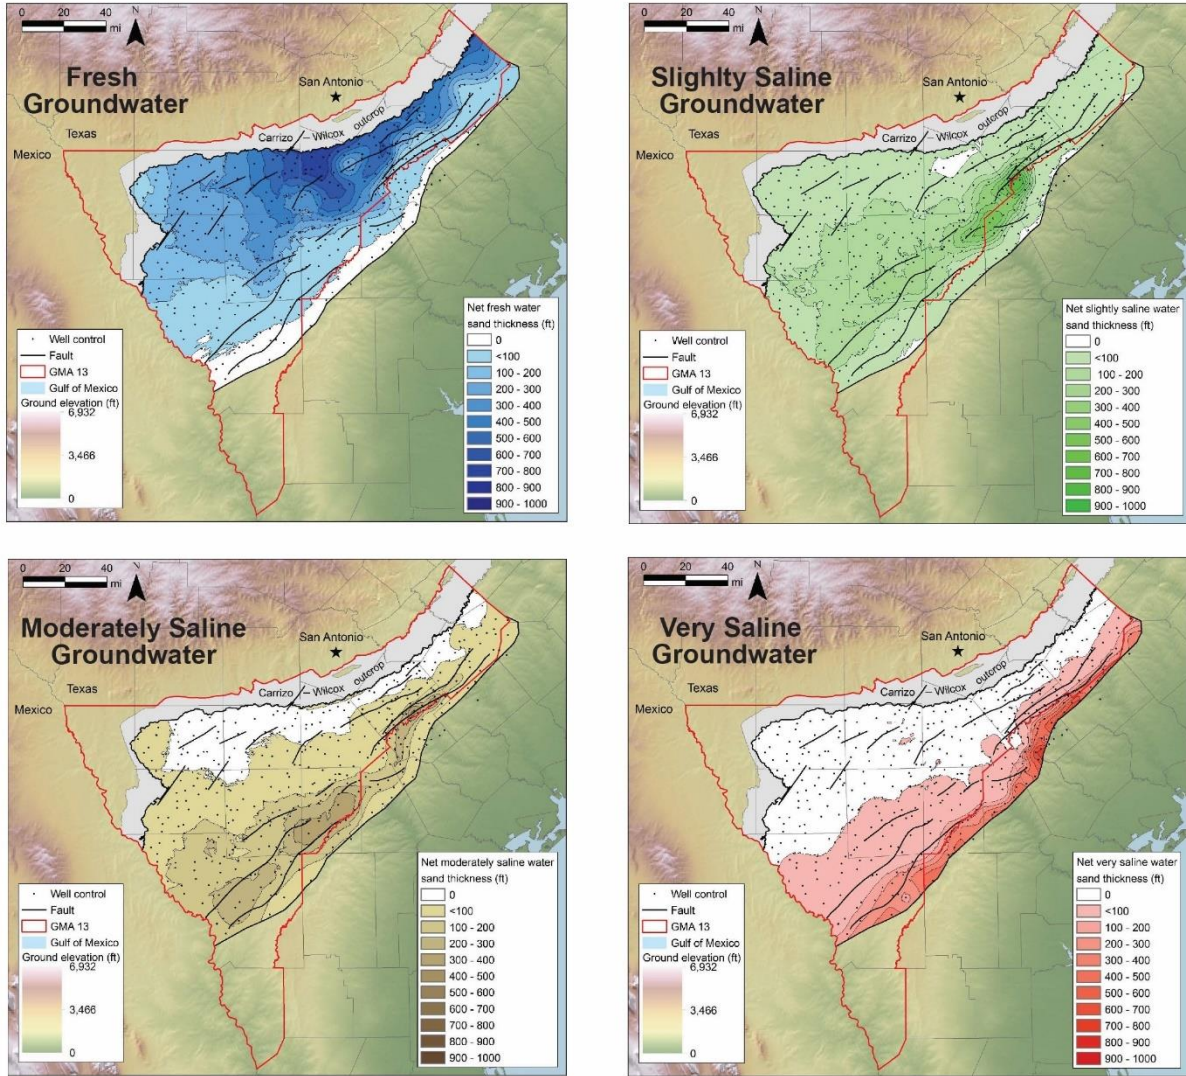 0 20 40
mi
N
Fresh
Groundwater
San Antonio
Texas
Mexico
Carrizo – Wilcox outcrop
Well control
Fault
GMA 13
Gulf of Mexico
Ground elevation (ft)
6,932
3,466
0
Net fresh water
sand thickness (ft)
0
<100
100 - 200
200 - 300
300 - 400
400 - 500
500 - 600
600 - 700
700 - 800
800 - 900
900 - 1000
0 20 40
mi
N
Slighlty Saline
Groundwater
San Antonio
Texas
Mexico
Carrizo – Wilcox outcrop
Well control
Fault
GMA 13
Gulf of Mexico
Ground elevation (ft)
6,932
3,466
0
Net slightly saline water
sand thickness (ft)
0
<100
100 - 200
200 - 300
300 - 400
400 - 500
500 - 600
600 - 700
700 - 800
800 - 900
900 - 1000
0 20 40
mi
N
Moderately Saline
Groundwater
San Antonio
Texas
Mexico
Carrizo – Wilcox outcrop
Well control
Fault
GMA 13
Gulf of Mexico
Ground elevation (ft)
6,932
3,466
0
Net moderately saline water
sand thickness (ft)
0
<100
100 - 200
200 - 300
300 - 400
400 - 500
500 - 600
600 - 700
700 - 800
800 - 900
900 - 1000
0 20 40
mi
N
Very Saline
Groundwater
San Antonio
Texas
Mexico
Carrizo – Wilcox outcrop
Well control
Fault
GMA 13
Gulf of Mexico
Ground elevation (ft)
6,932
3,466
0
Net very saline water
sand thickness (ft)
0
<100
100 - 200
200 - 300
300 - 400
400 - 500
500 - 600
600 - 700
700 - 800
800 - 900
900 - 1000